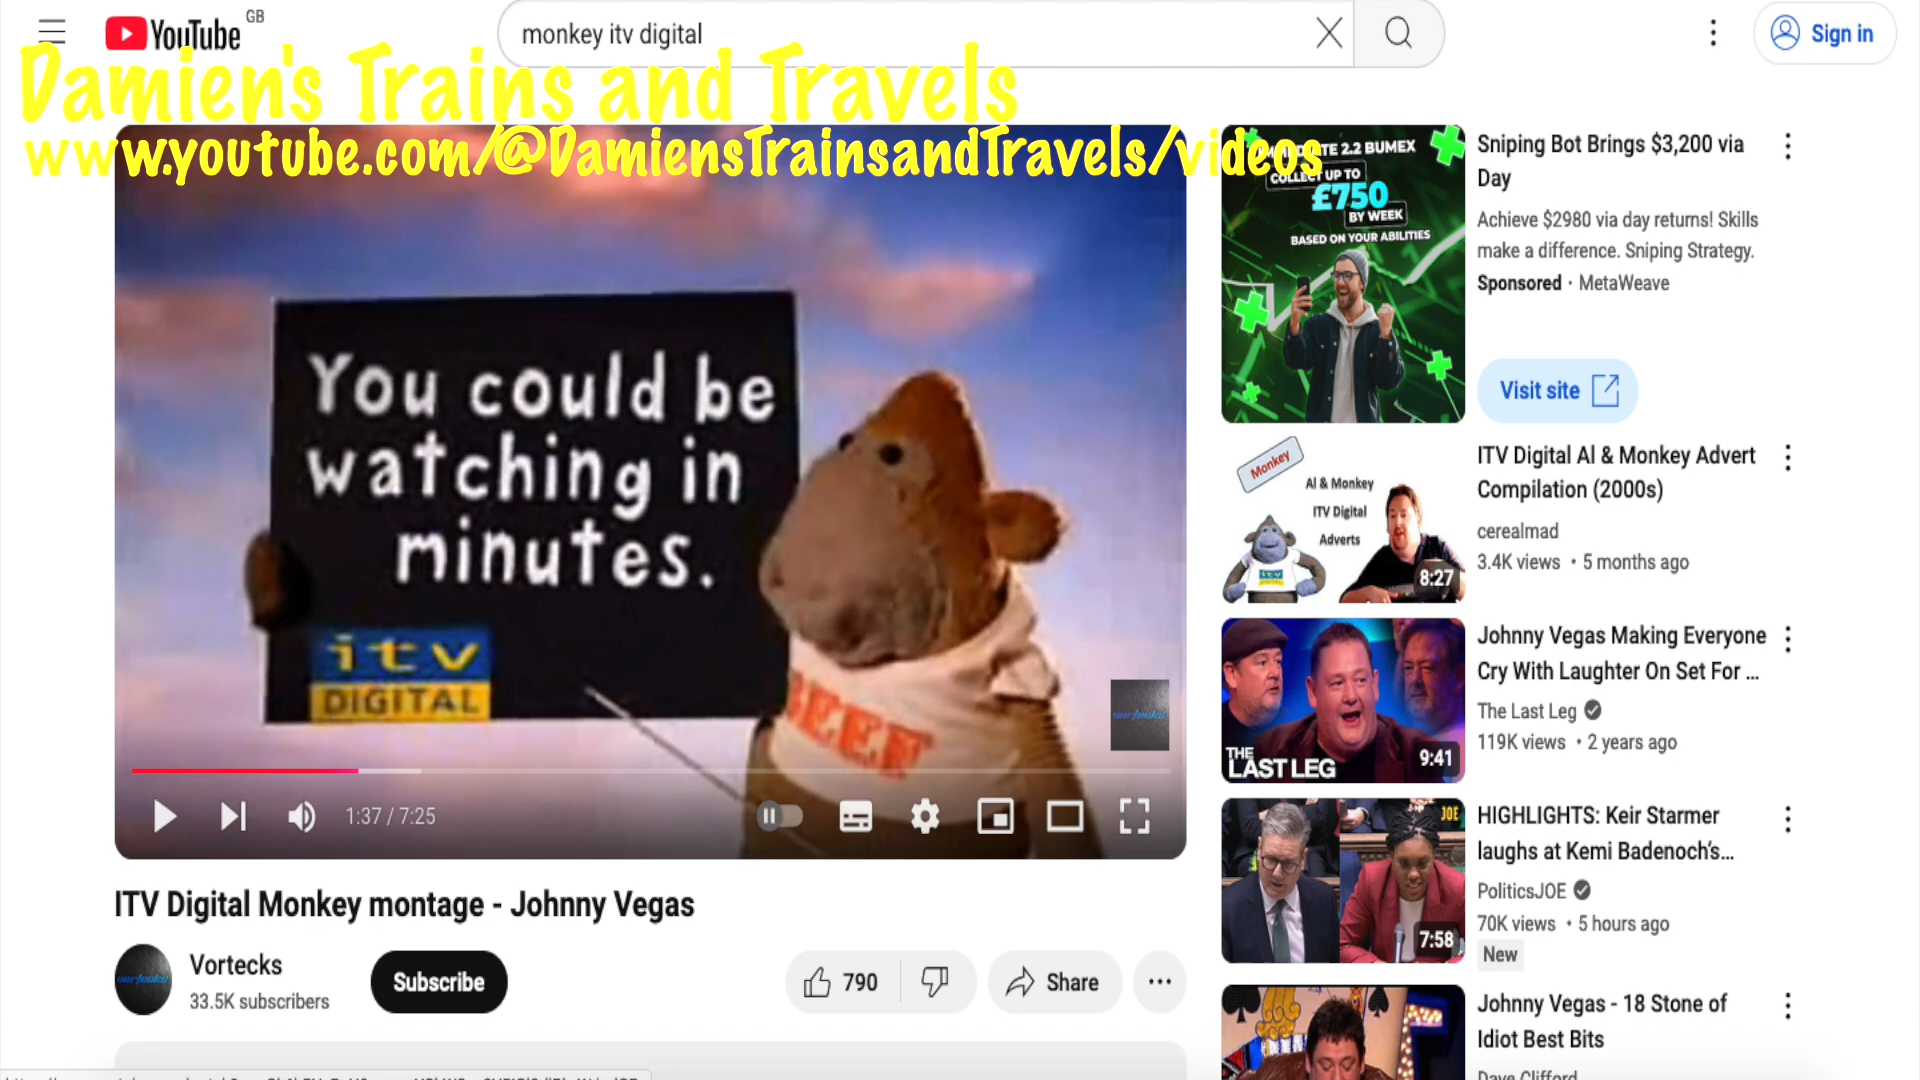 YouTube GB
monkey itv digital
Sign in
Damien's Trains and Travels
www.youtube.com/@DamiensTrainsandTravels/videos
You could be
watching in
minutes.
itv
DIGITAL
BEEF
1:37 / 7:25
ITV Digital Monkey montage - Johnny Vegas
Vortecks
33.5K subscribers
Subscribe
790
Share
2.2 BUMEX
COLLECT UP TO
£750
BY WEEK
BASED ON YOUR ABILITIES
Sniping Bot Brings $3,200 via
Day
Achieve $2980 via day returns! Skills
make a difference. Sniping Strategy.
Sponsored · MetaWeave
Visit site
Monkey
Al & Monkey
ITV Digital
Adverts
8:27
ITV Digital Al & Monkey Advert
Compilation (2000s)
cerealmad
3.4K views • 5 months ago
THE
LAST LEG
9:41
Johnny Vegas Making Everyone
Cry With Laughter On Set For ...
The Last Leg
119K views • 2 years ago
JOE
7:58
HIGHLIGHTS: Keir Starmer
laughs at Kemi Badenoch's...
PoliticsJOE
70K views • 5 hours ago
New
Johnny Vegas - 18 Stone of
Idiot Best Bits
Dave Clifford